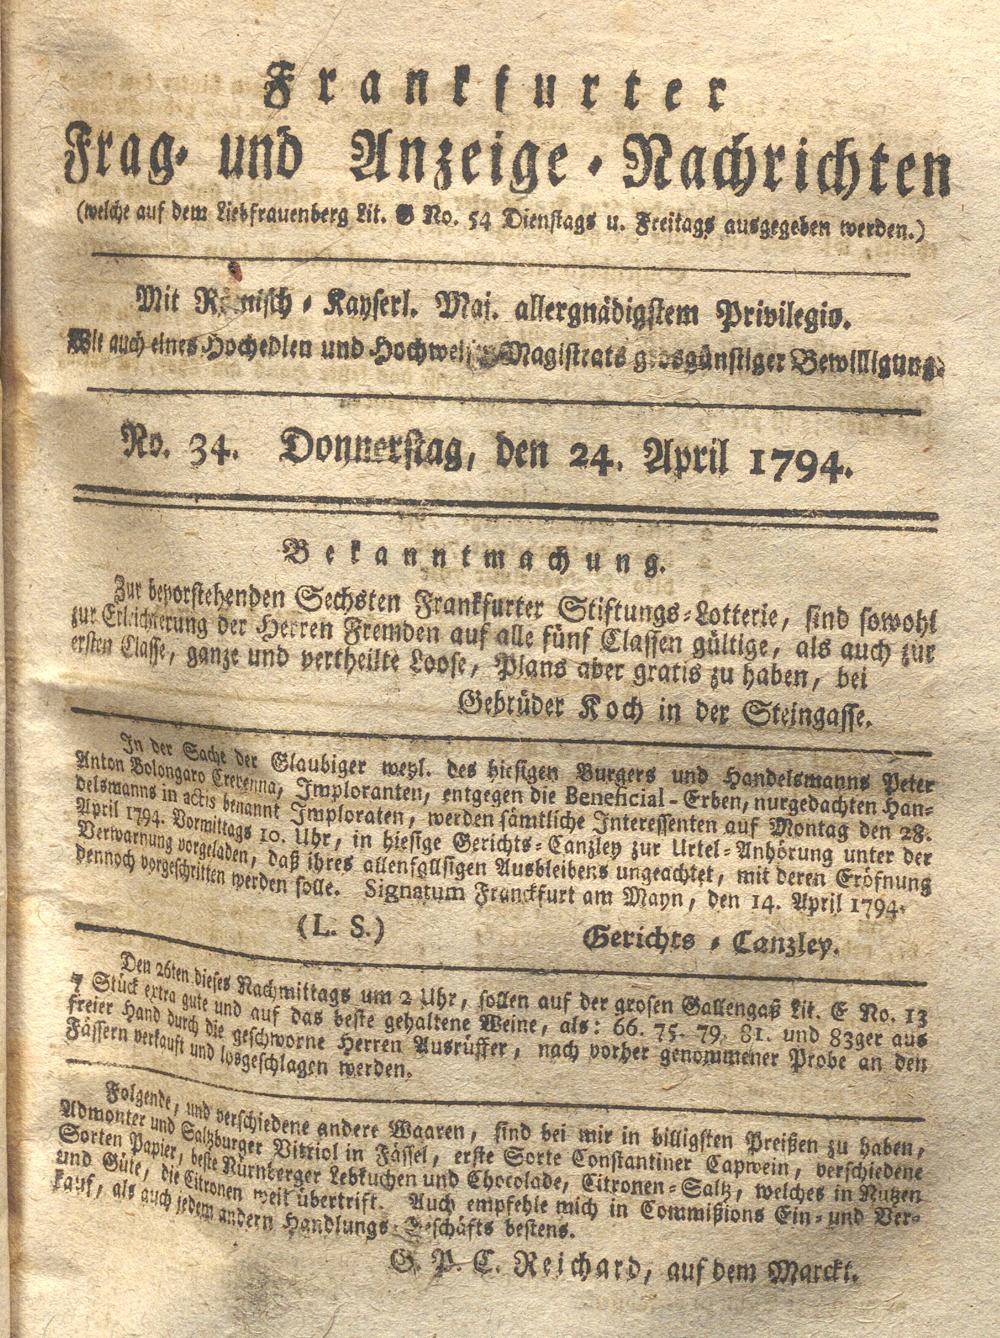 Frankfurter
Frag- und Anzeige-Nachrichten
(welche auf dem Liebfrauenberg Lit. G No. 54 Dienstags u. Freitags ausgegeben werden.)
Mit Römisch-Kayserl. Maj. allergnädigstem Privilegio.
Wie auch eines Hochedlen und Hochweisen Magistrats grosgünstiger Bewilligung.
No. 34. Donnerstag, den 24. April 1794.
Bekanntmachung.
Zur bevorstehenden Sechsten Frankfurter Stiftungs-Lotterie, sind sowohl
zur Erleichterung der Herren Fremden auf alle fünf Classen gültige, als auch zur
ersten Classe, ganze und vertheilte Loose, Plans aber gratis zu haben, bei
Gebrüder Koch in der Steingasse.
In der Sache der Glaubiger weyl. des hiesigen Burgers und Handelsmanns Peter
Anton Bolongaro Crevenna, Imploranten, entgegen die Beneficial-Erben, nurgedachten Han-
delsmanns in actis benannt Imploraten, werden sämtliche Interessenten auf Montag den 28.
April 1794. Vormittags 10. Uhr, in hiesige Gerichts-Canzley zur Urtel-Anhörung unter der
Verwarnung vorgeladen, daß ihres allenfallsigen Ausbleibens ungeachtet, mit deren Eröfnung
dennoch vorgeschritten werden solle. Signatum Franckfurt am Mayn, den 14. April 1794.
(L. S.) Gerichts-Canzley.
Den 26ten dieses Nachmittags um 2 Uhr, sollen auf der grosen Gallengaß Lit. E No. 13
7 Stück extra gute und auf das beste gehaltene Weine, als: 66. 75. 79. 81. und 83ger aus
freier Hand durch die geschworne Herren Ausrüffer, nach vorher genommener Probe an den
Fässern verkauft und losgeschlagen werden.
Folgende, und verschiedene andere Waaren, sind bei mir in billigsten Preißen zu haben,
Admonter und Saltzburger Vitriol in Fässel, erste Sorte Constantiner Capwein, verschiedene
Sorten Papier, beste Nürnberger Lebkuchen und Chocolade, Citronen-Saltz, welches in Nutzen
und Güte, die Citronen weit übertrift. Auch empfehle mich in Commißions Ein- und Ver-
kauf, als auch jedem andern Handlungs-Geschäfts bestens.
G. P. C. Reichard, auf dem Marckt.